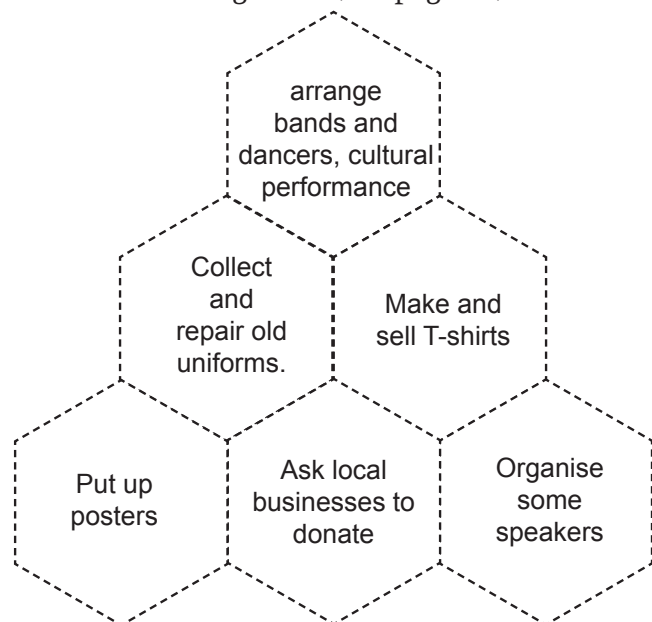 arrange
bands and
dancers, cultural
performance
Collect
and
repair old
uniforms.
Make and
sell T-shirts
Put up
posters
Ask local
businesses to
donate
Organise
some
speakers